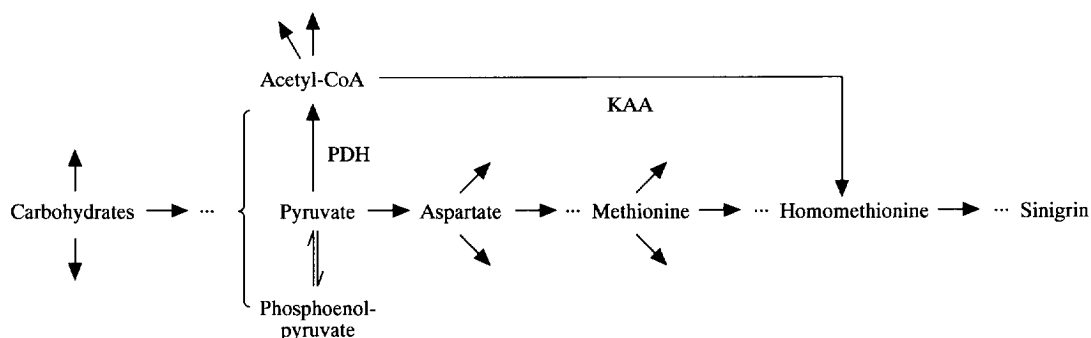 Acetyl-CoA
KAA
PDH
Carbohydrates ... Pyruvate Aspartate ... Methionine ... Homomethionine ... Sinigrin
Phosphoenol-
pyruvate